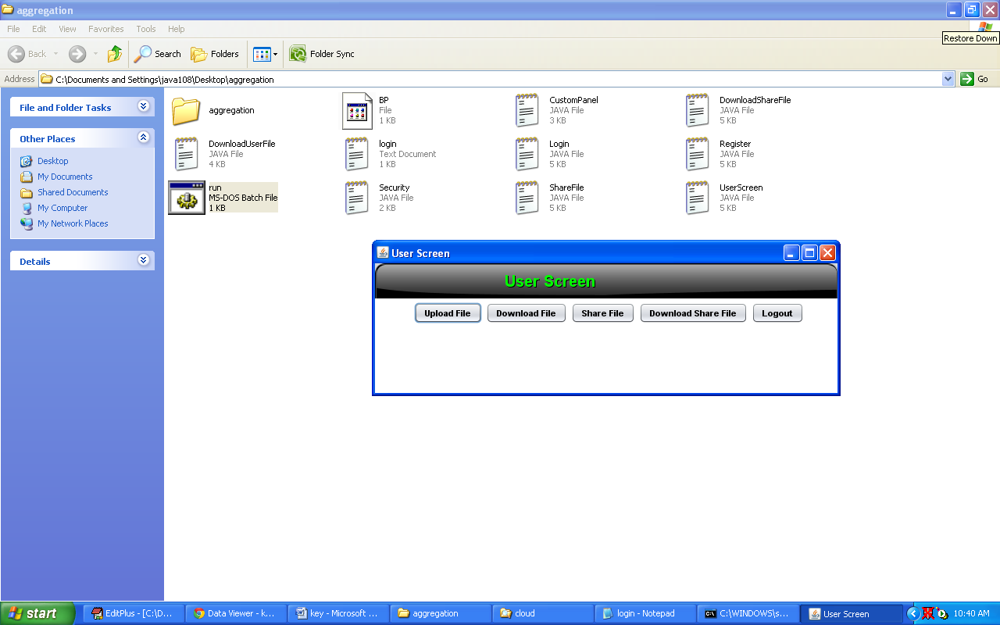 aggregation
File Edit View Favorites Tools Help
Restore Down
Back Search Folders Folder Sync
Address C:\Documents and Settings\java108\Desktop\aggregation Go
File and Folder Tasks
Other Places
Desktop
My Documents
Shared Documents
My Computer
My Network Places
Details
aggregation
BP
File
1 KB
CustomPanel
JAVA File
3 KB
DownloadShareFile
JAVA File
5 KB
DownloadUserFile
JAVA File
4 KB
login
Text Document
1 KB
Login
JAVA File
5 KB
Register
JAVA File
5 KB
run
MS-DOS Batch File
1 KB
Security
JAVA File
2 KB
ShareFile
JAVA File
5 KB
UserScreen
JAVA File
5 KB
User Screen
User Screen
Upload File Download File Share File Download Share File Logout
start EditPlus - [C:\D... Data Viewer - k... key - Microsoft ... aggregation cloud login - Notepad C:\WINDOWS\s... User Screen 10:40 AM